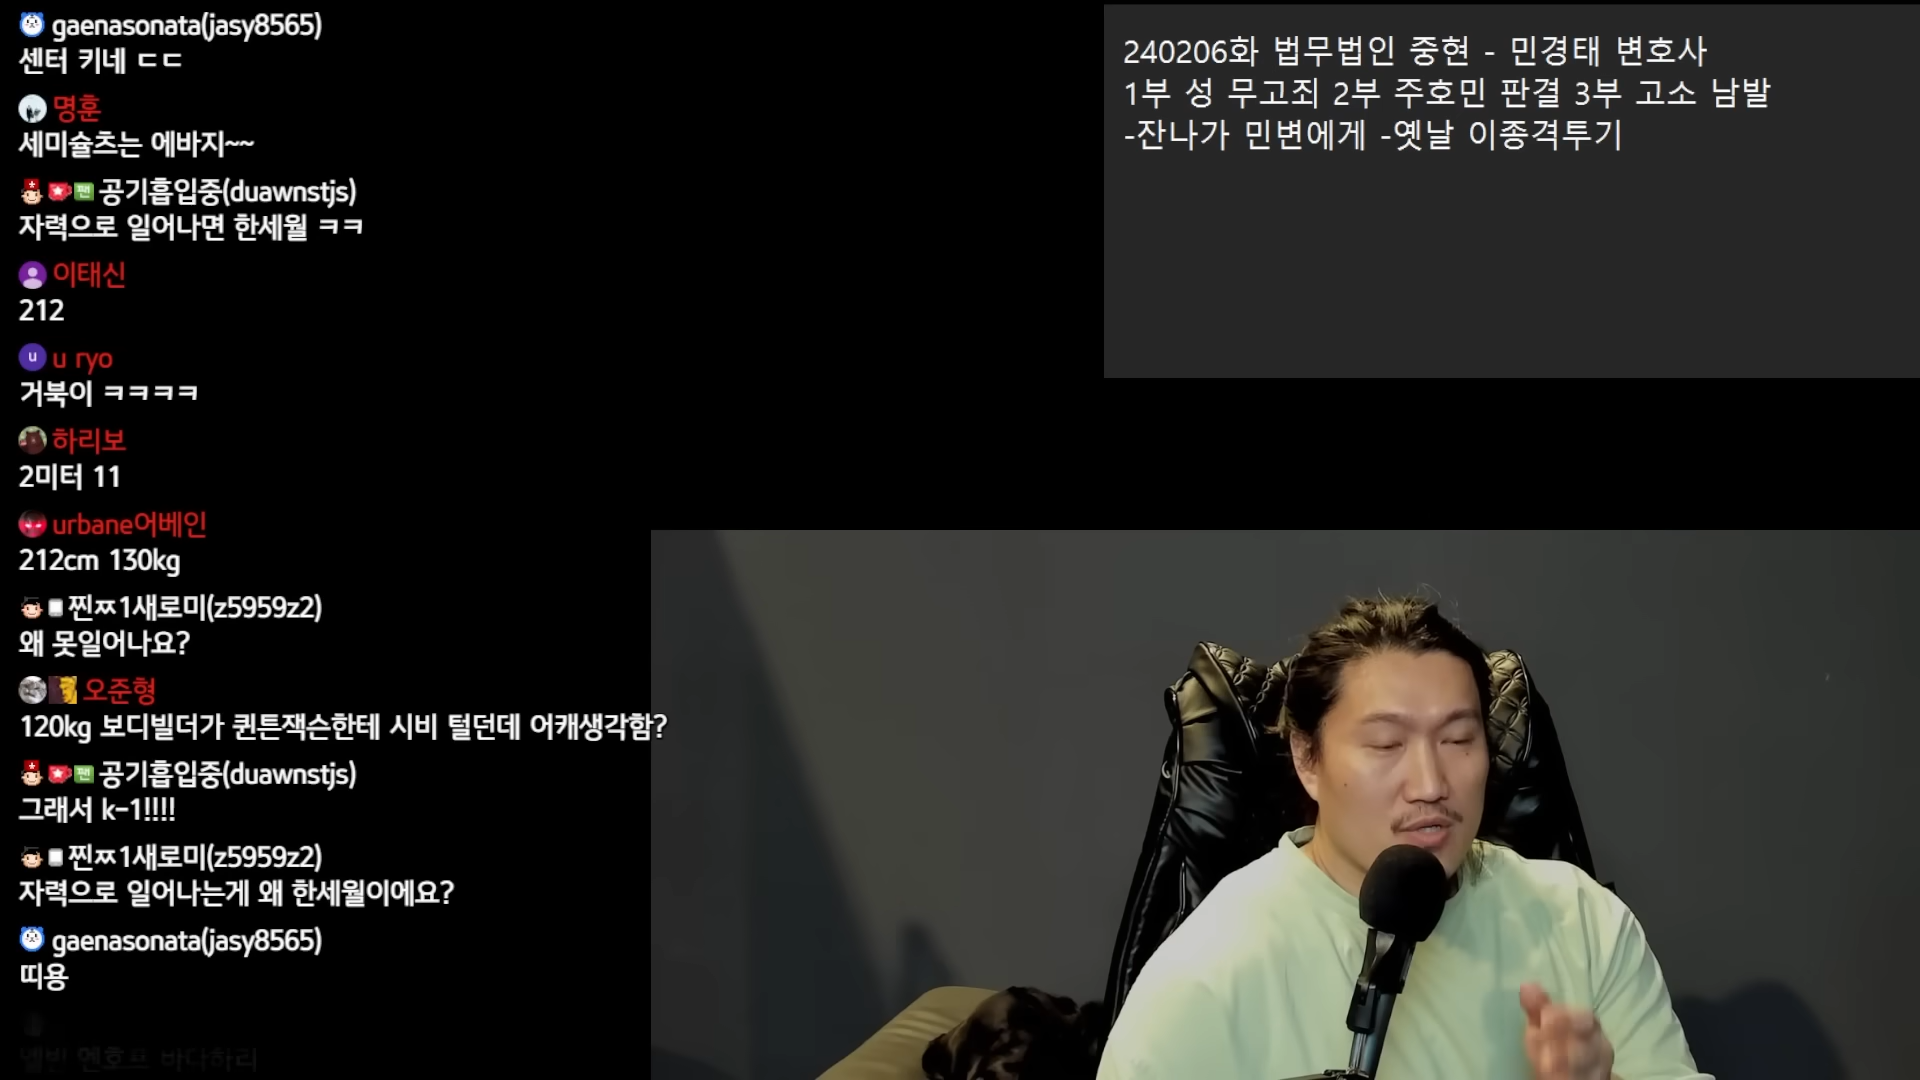 gaenasonata(jasy8565)
센터 키네 ㄷㄷ
명훈
세미슐츠는 에바지~~
공기흡입중(duawnstjs)
자력으로 일어나면 한세월 ㅋㅋ
이태신
212
u ryo
거북이 ㅋㅋㅋㅋ
하리보
2미터 11
urbane어베인
212cm 130kg
찐ㅉ1새로미(z5959z2)
왜 못일어나요?
오준형
120kg 보디빌더가 퀸튼잭슨한테 시비 털던데 어캐생각함?
공기흡입중(duawnstjs)
그래서 k-1!!!!
찐ㅉ1새로미(z5959z2)
자력으로 일어나는게 왜 한세월이에요?
gaenasonata(jasy8565)
띠용
240206화 법무법인 중현 - 민경태 변호사
1부 성 무고죄 2부 주호민 판결 3부 고소 남발
-잔나가 민변에게 -옛날 이종격투기